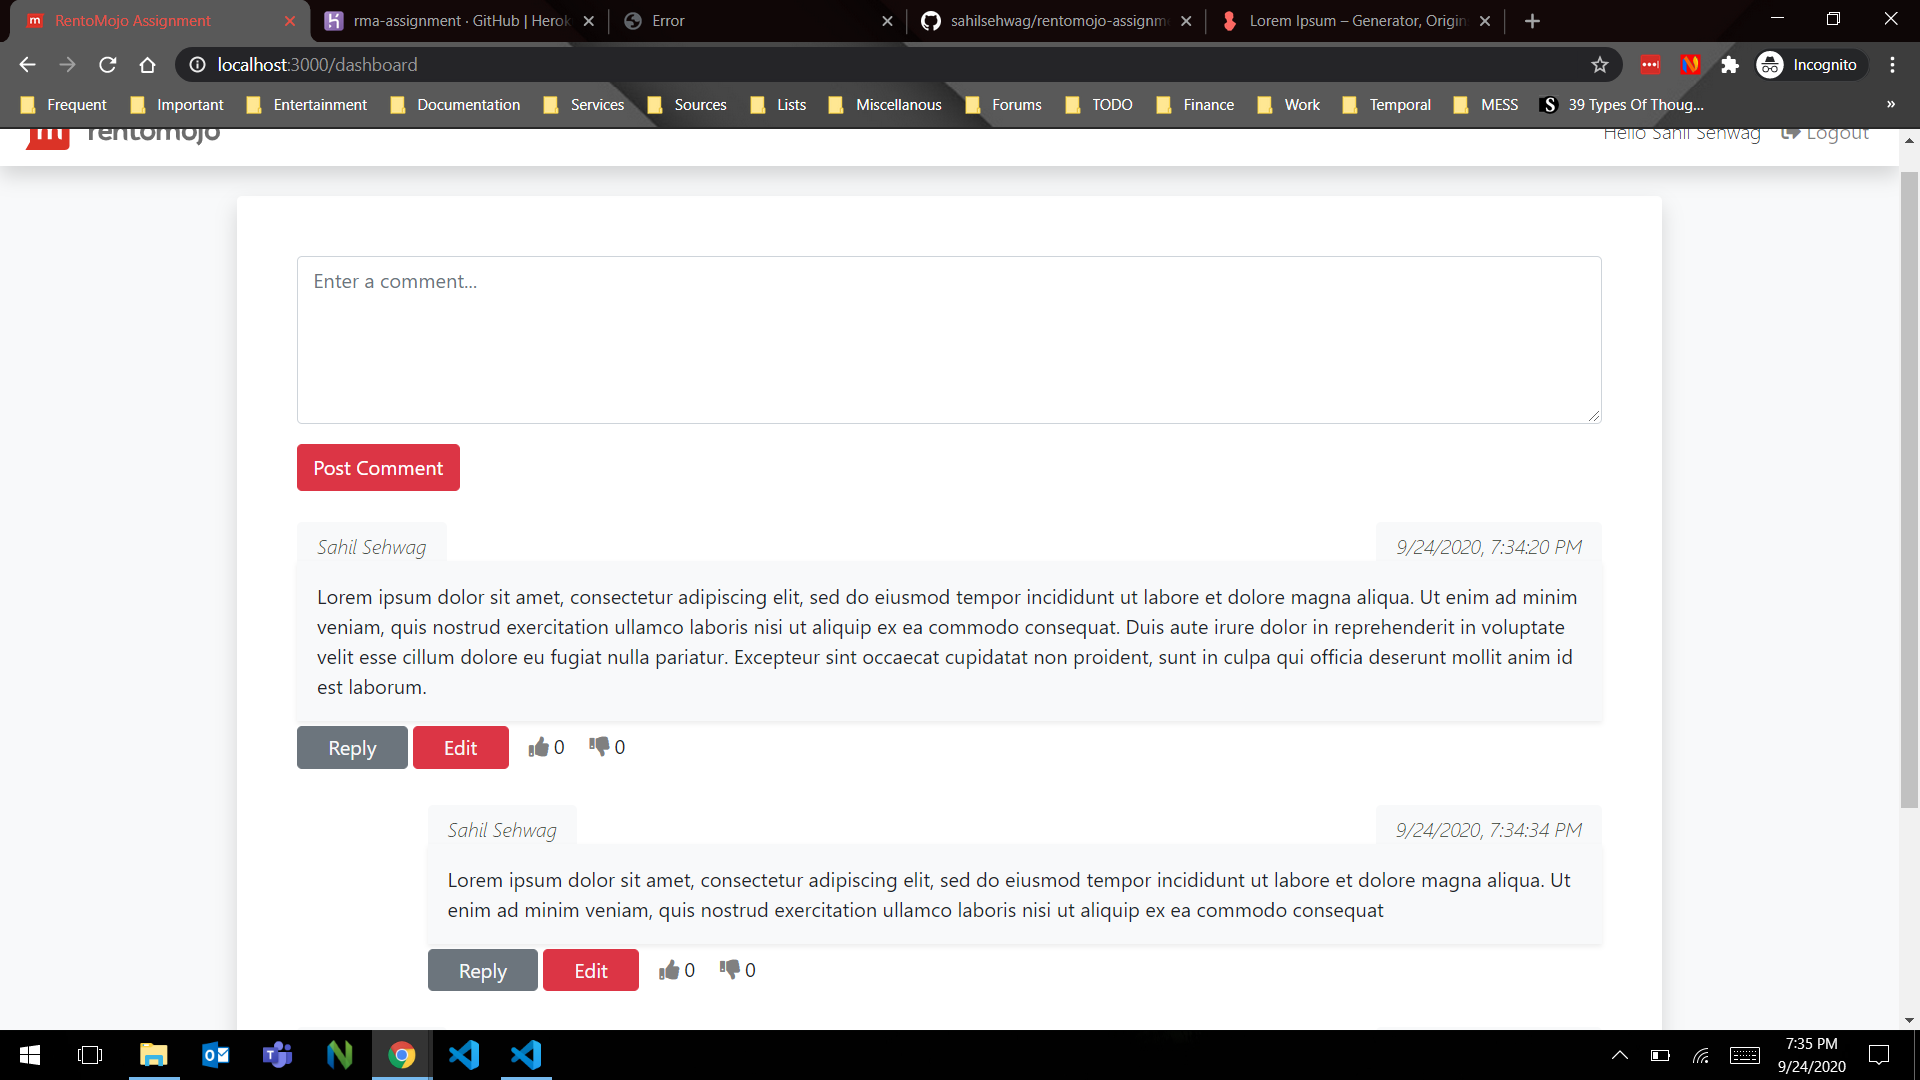 RentoMojo Assignment
rma-assignment · GitHub | Herok
Error
sahilsehwag/rentomojo-assignm
Lorem Ipsum – Generator, Origin
localhost:3000/dashboard
Incognito
Frequent
Important
Entertainment
Documentation
Services
Sources
Lists
Miscellanous
Forums
TODO
Finance
Work
Temporal
MESS
39 Types Of Thoug...
»
rentomojo
Hello Sahil Sehwag
Logout
Enter a comment...
Post Comment
Sahil Sehwag
9/24/2020, 7:34:20 PM
Lorem ipsum dolor sit amet, consectetur adipiscing elit, sed do eiusmod tempor incididunt ut labore et dolore magna aliqua. Ut enim ad minim
veniam, quis nostrud exercitation ullamco laboris nisi ut aliquip ex ea commodo consequat. Duis aute irure dolor in reprehenderit in voluptate
velit esse cillum dolore eu fugiat nulla pariatur. Excepteur sint occaecat cupidatat non proident, sunt in culpa qui officia deserunt mollit anim id
est laborum.
Reply
Edit
0
0
Sahil Sehwag
9/24/2020, 7:34:34 PM
Lorem ipsum dolor sit amet, consectetur adipiscing elit, sed do eiusmod tempor incididunt ut labore et dolore magna aliqua. Ut
enim ad minim veniam, quis nostrud exercitation ullamco laboris nisi ut aliquip ex ea commodo consequat
Reply
Edit
0
0
7:35 PM
9/24/2020